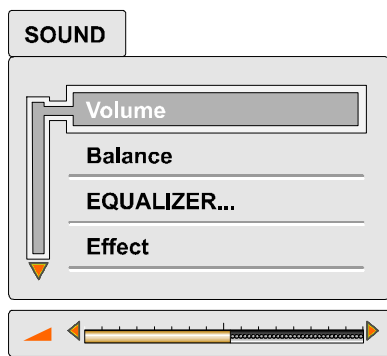 SOUND
Volume
Balance
EQUALIZER...
Effect